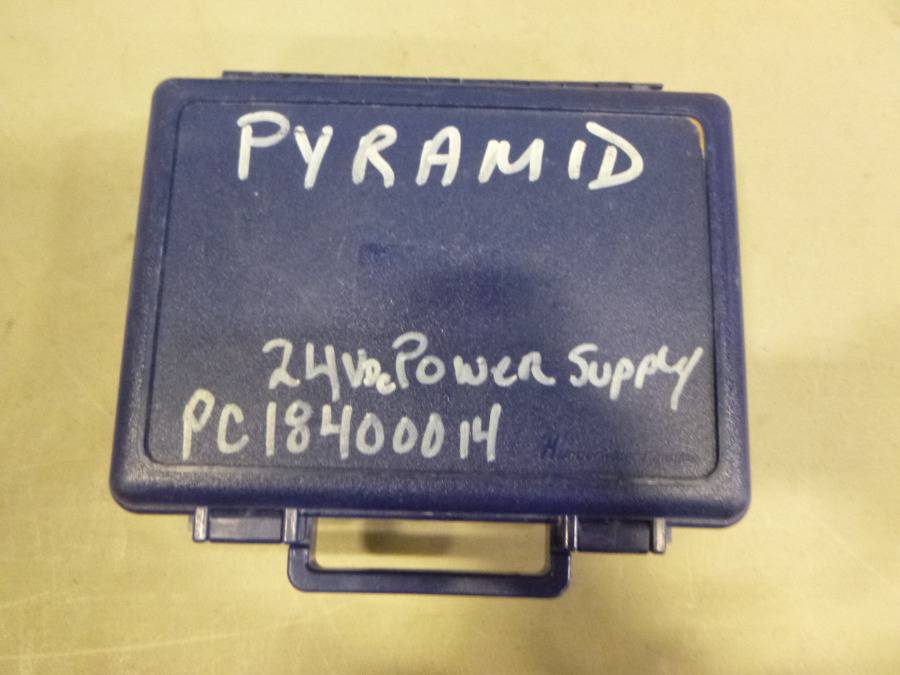 PYRAMID
24VDC POWER SUPPLY
PC18400014